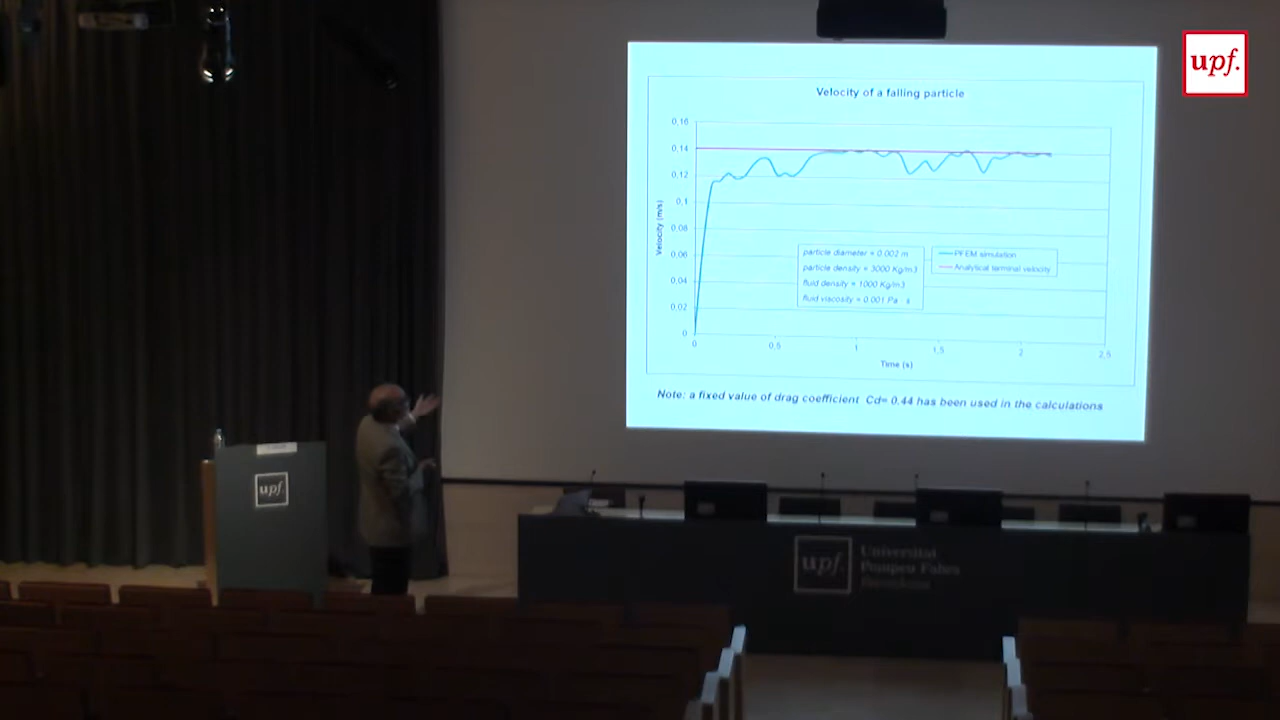 upf.
Velocity of a falling particle
0,16
0,14
0,12
0,1
0,08
0,06
0,04
0,02
0
Velocity (m/s)
particle diameter = 0.002 m
particle density = 3000 Kg/m3
fluid density = 1000 Kg/m3
fluid viscosity = 0.001 Pa s
PFEM simulation
Analytical terminal velocity
0
0,5
1
1,5
2
2,5
Time (s)
Note: a fixed value of drag coefficient Cd= 0.44 has been used in the calculations
upf.
upf.
Universitat
Pompeu Fabra
Barcelona